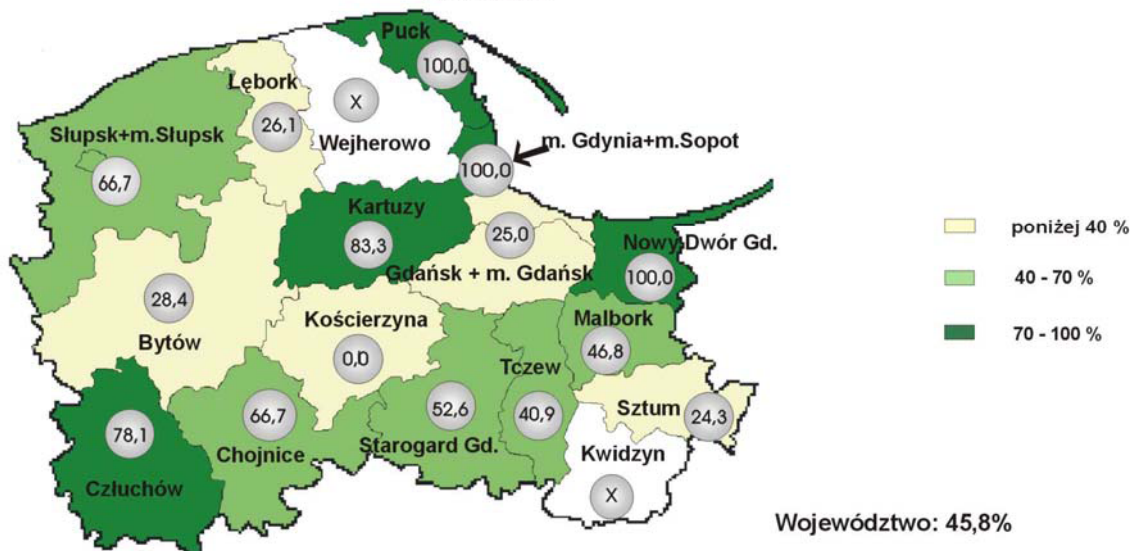 Puck
100,0
Lębork
26,1
X
Wejherowo
Słupsk+m.Słupsk
66,7
m. Gdynia+m.Sopot
100,0
Kartuzy
83,3
25,0
Gdańsk + m. Gdańsk
Nowy Dwór Gd.
100,0
28,4
Bytów
Kościerzyna
0,0
Malbork
46,8
Tczew
40,9
52,6
Starogard Gd.
66,7
Chojnice
78,1
Człuchów
Sztum
24,3
Kwidzyn
X
poniżej 40 %
40 - 70 %
70 - 100 %
Województwo: 45,8%